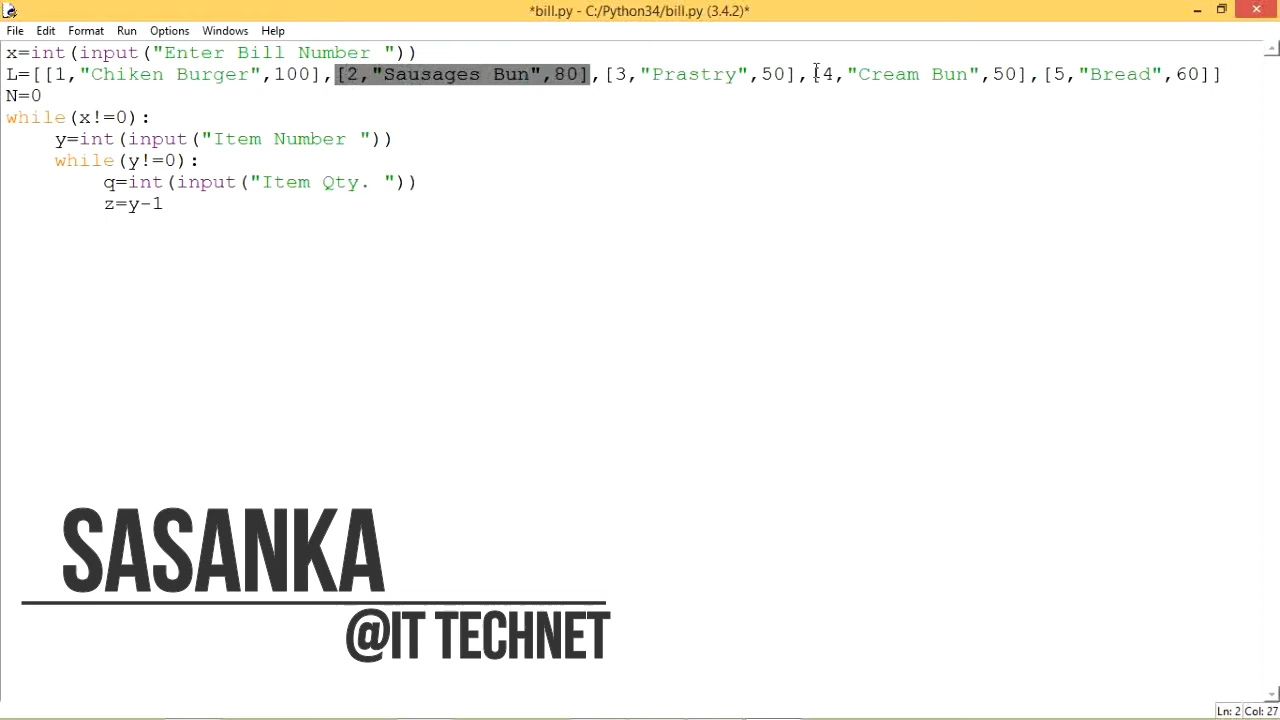 *bill.py - C:/Python34/bill.py (3.4.2)*
File Edit Format Run Options Windows Help
x=int(input("Enter Bill Number "))
L=[[1,"Chiken Burger",100],[2,"Sausages Bun",80],[3,"Prastry",50],[4,"Cream Bun",50],[5,"Bread",60]]
N=0
while(x!=0):
    y=int(input("Item Number "))
    while(y!=0):
        q=int(input("Item Qty. "))
        z=y-1
SASANKA
@IT TECHNET
Ln: 2 Col: 27